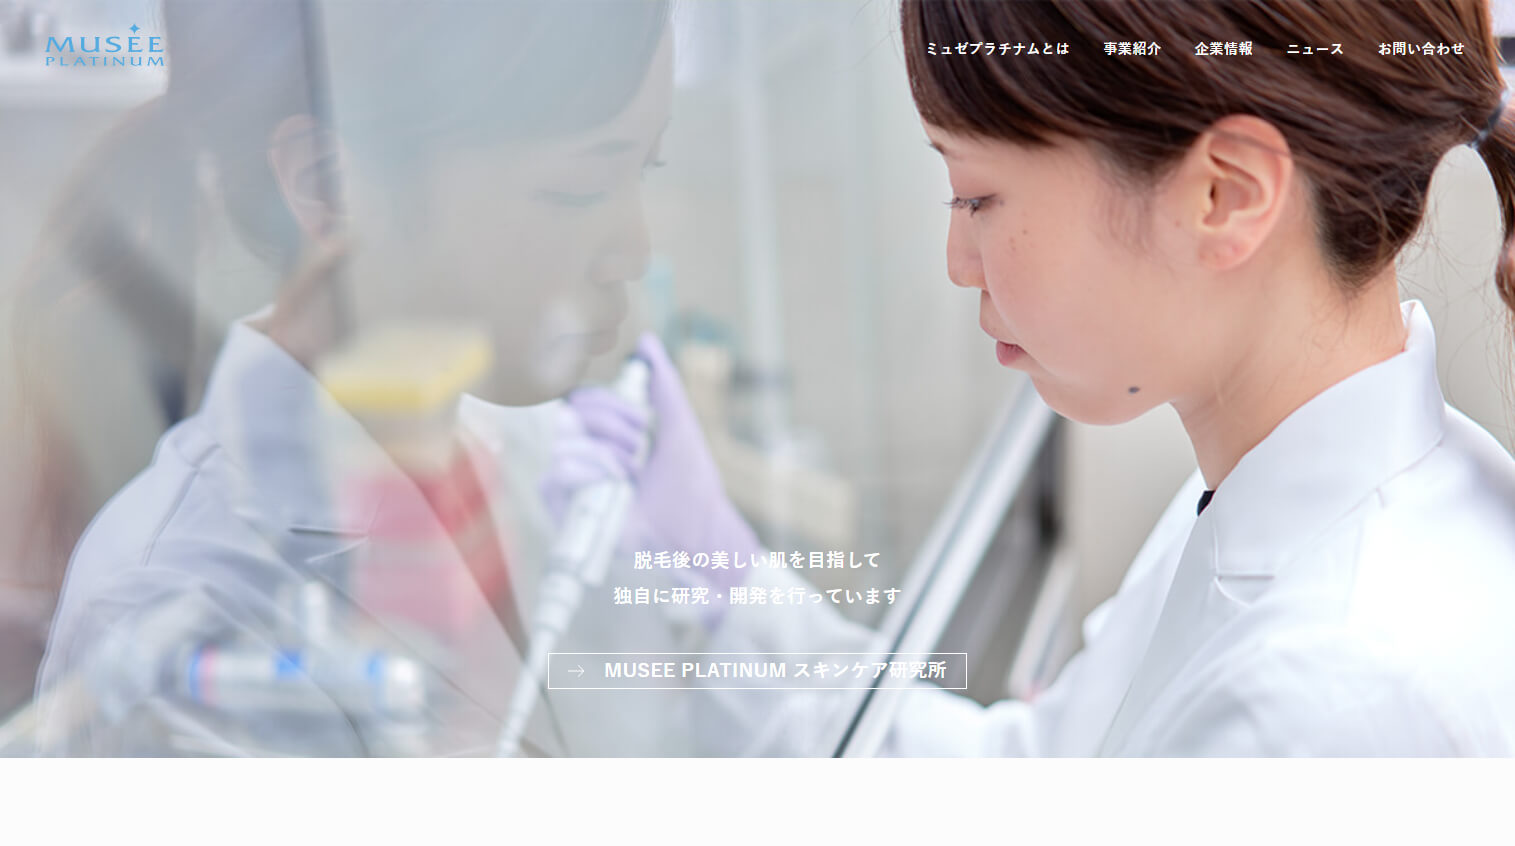 MUSEE
PLATINUM
ミュゼプラチナムとは
事業紹介
企業情報
ニュース
お問い合わせ
脱毛後の美しい肌を目指して
独自に研究・開発を行っています
MUSEE PLATINUM スキンケア研究所